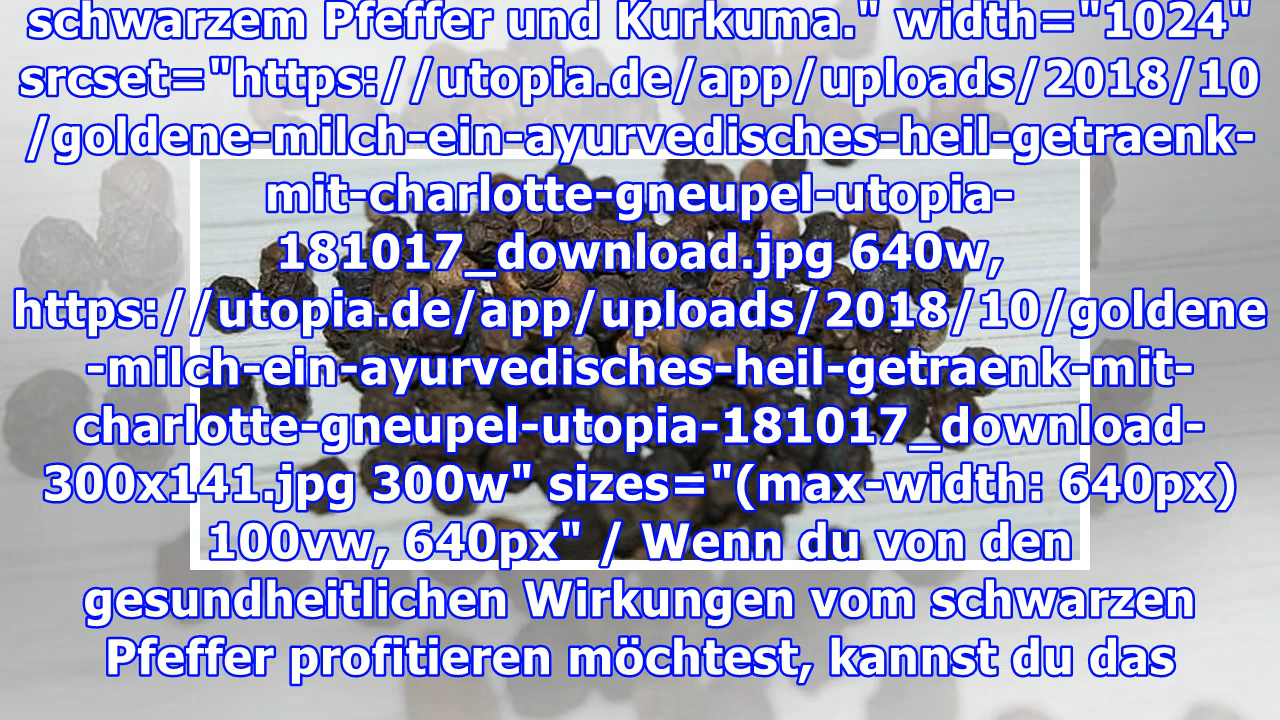 schwarzem Pfeffer und Kurkuma." width="1024"
srcset="https://utopia.de/app/uploads/2018/10
/goldene-milch-ein-ayurvedisches-heil-getraenk-
mit-charlotte-gneupel-utopia-
181017_download.jpg 640w,
https://utopia.de/app/uploads/2018/10/goldene
-milch-ein-ayurvedisches-heil-getraenk-mit-
charlotte-gneupel-utopia-181017_download-
300x141.jpg 300w" sizes="(max-width: 640px)
100vw, 640px" / Wenn du von den
gesundheitlichen Wirkungen vom schwarzen
Pfeffer profitieren möchtest, kannst du das